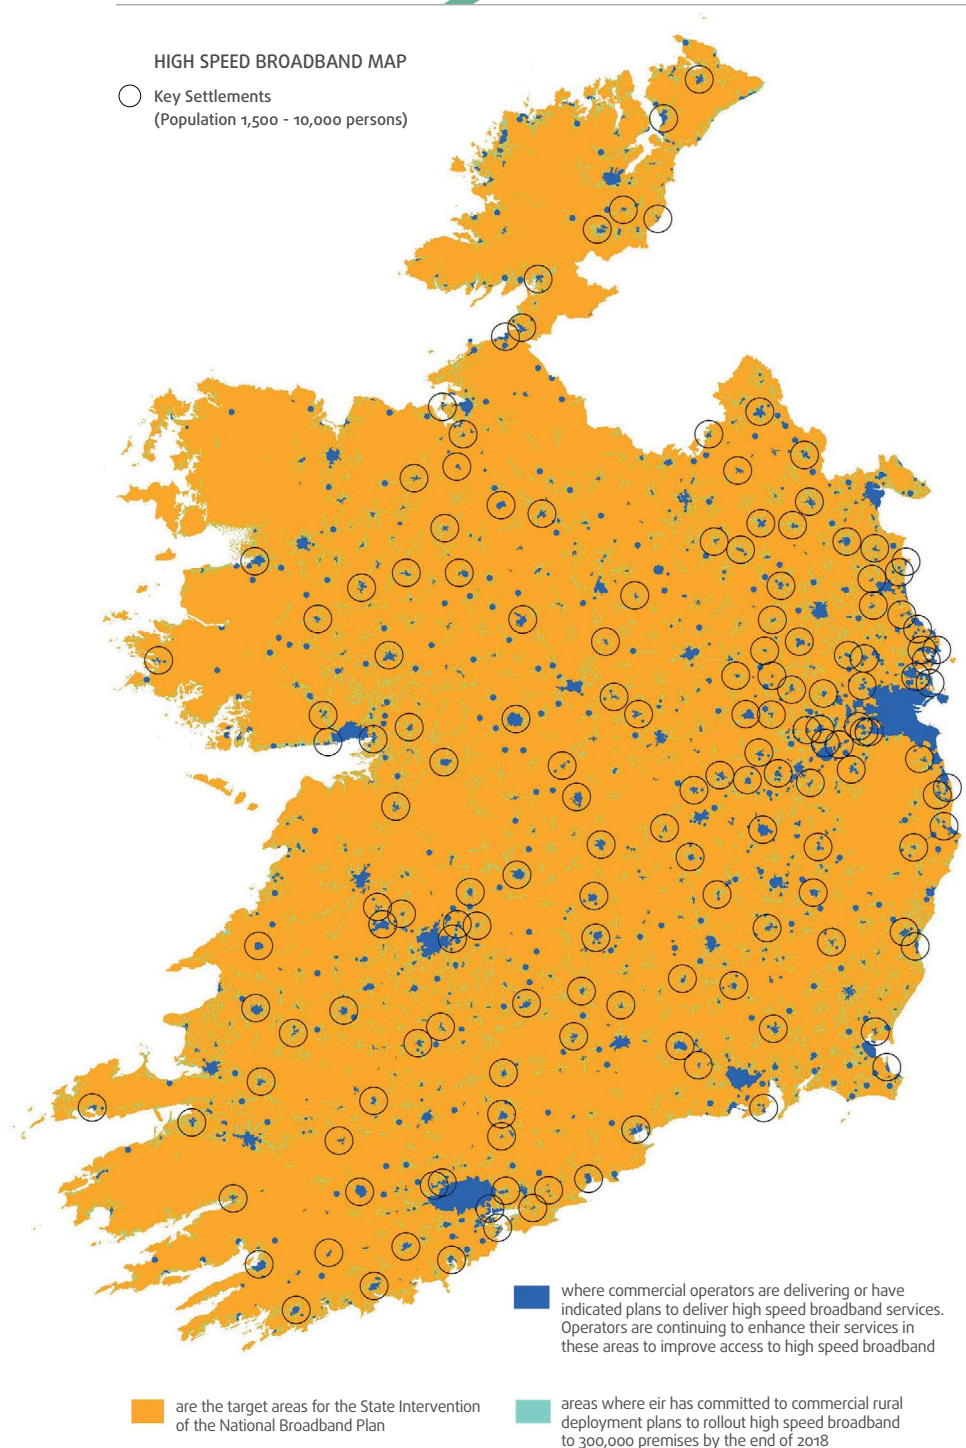 HIGH SPEED BROADBAND MAP
Key Settlements
(Population 1,500 - 10,000 persons)
where commercial operators are delivering or have
indicated plans to deliver high speed broadband services.
Operators are continuing to enhance their services in
these areas to improve access to high speed broadband
are the target areas for the State Intervention
of the National Broadband Plan
areas where eir has committed to commercial rural
deployment plans to rollout high speed broadband
to 300,000 premises by the end of 2018